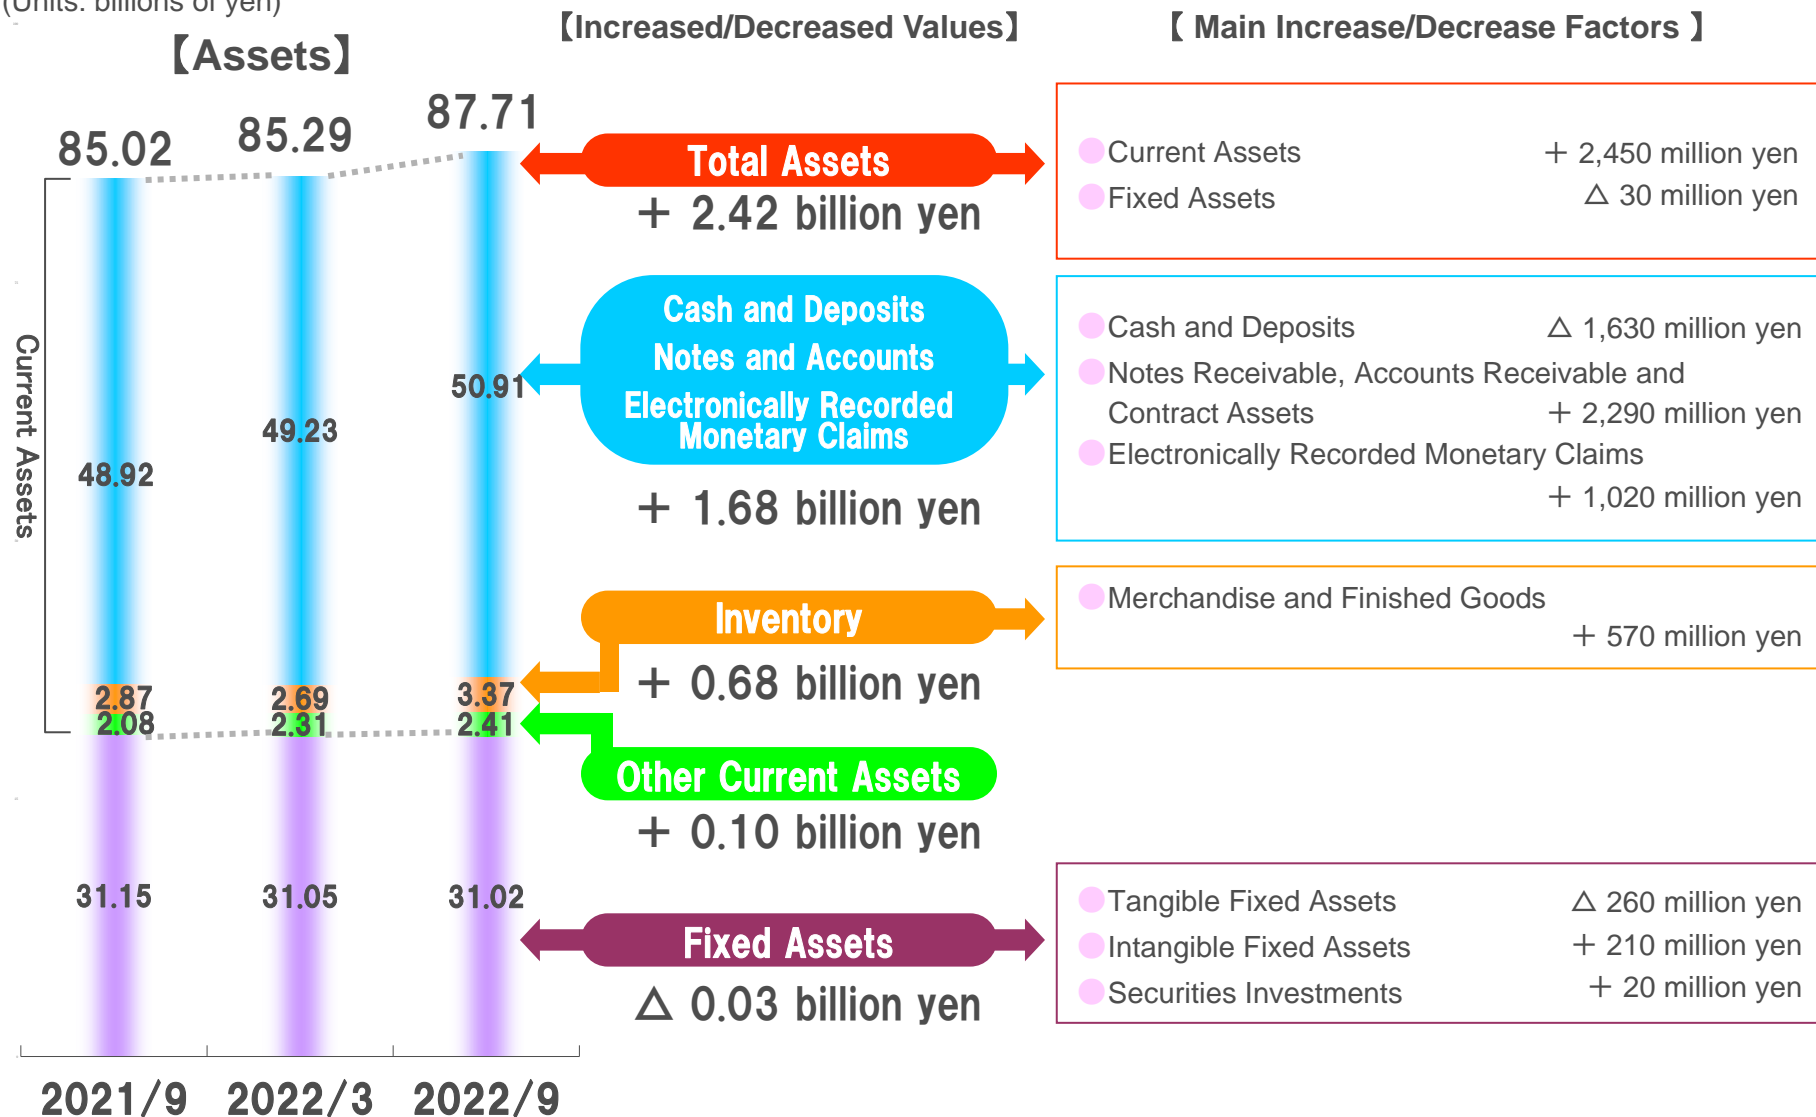 (Units: billions of yen)
【Assets】
【Increased/Decreased Values】
【 Main Increase/Decrease Factors 】
85.02
85.29
87.71
Current Assets
48.92
49.23
50.91
2.87
2.69
3.37
2.08
2.31
2.41
31.15
31.05
31.02
2021/9
2022/3
2022/9
Total Assets
+ 2.42 billion yen
Current Assets + 2,450 million yen
Fixed Assets △ 30 million yen
Cash and Deposits
Notes and Accounts
Electronically Recorded
Monetary Claims
+ 1.68 billion yen
Cash and Deposits △ 1,630 million yen
Notes Receivable, Accounts Receivable and
Contract Assets + 2,290 million yen
Electronically Recorded Monetary Claims
+ 1,020 million yen
Inventory
+ 0.68 billion yen
Merchandise and Finished Goods
+ 570 million yen
Other Current Assets
+ 0.10 billion yen
Fixed Assets
△ 0.03 billion yen
Tangible Fixed Assets △ 260 million yen
Intangible Fixed Assets + 210 million yen
Securities Investments + 20 million yen